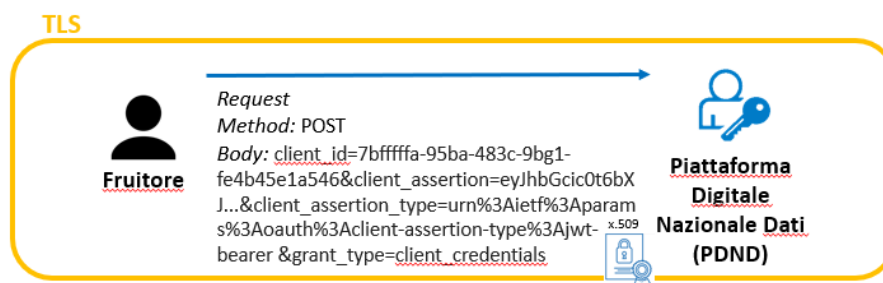 TLS
Request
Method: POST
Body: client_id=7bfffffa-95ba-483c-9bg1-
fe4b45e1a546&client_assertion=eyJhbGcic0t6bX
J...&client_assertion_type=urn%3Aietf%3Aparam
s%3Aoauth%3Aclient-assertion-type%3Ajwt-
bearer &grant_type=client_credentials
x.509
Fruitore
Piattaforma
Digitale
Nazionale Dati
(PDND)